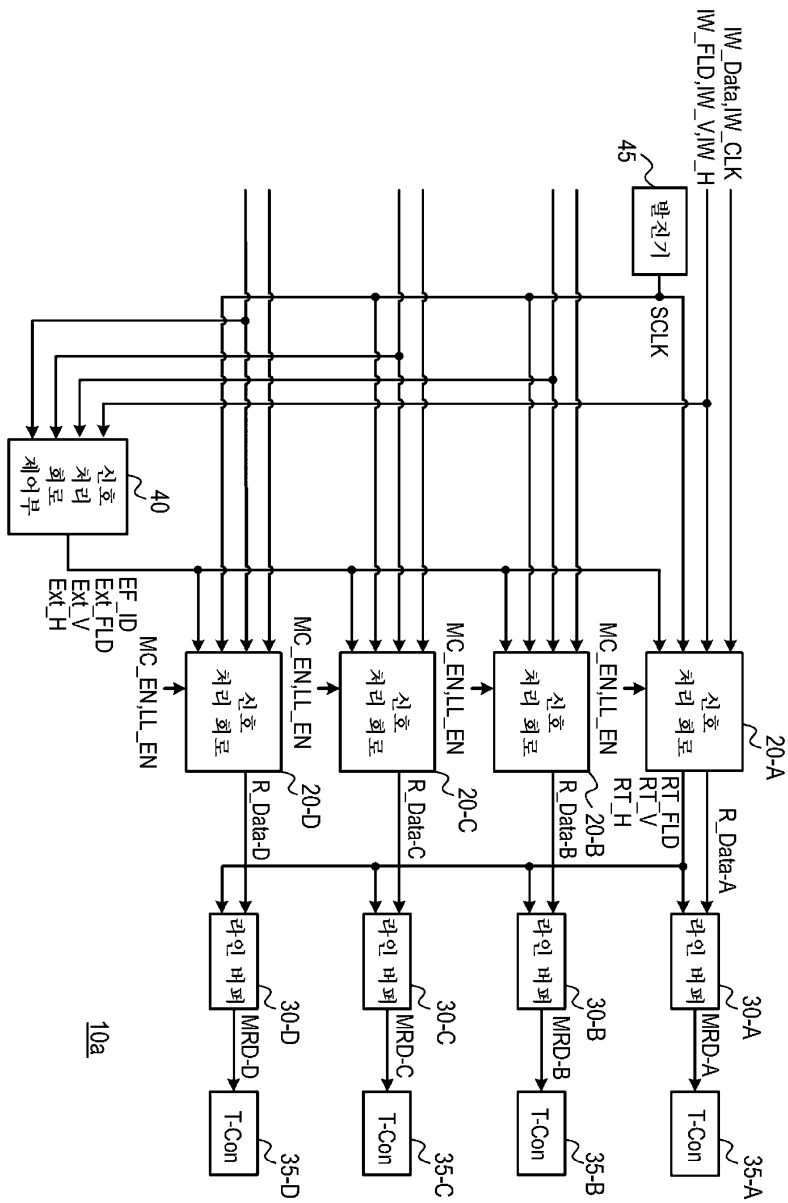 IW_Data,IW_CLK
IW_FLD,IW_V,IW_H
45
발진기
SCLK
신호
처리
회로
제어부
40
EF_ID
Ext_FLD
Ext_V
Ext_H
신호
처리 회로
20-A
MC_EN,LL_EN
R_Data-A
RT_FLD
RT_V
RT_H
라인 버퍼
30-A
MRD-A
T-Con
35-A
신호
처리 회로
20-B
MC_EN,LL_EN
R_Data-B
라인 버퍼
30-B
MRD-B
T-Con
35-B
신호
처리 회로
20-C
MC_EN,LL_EN
R_Data-C
라인 버퍼
30-C
MRD-C
T-Con
35-C
신호
처리 회로
20-D
MC_EN,LL_EN
R_Data-D
라인 버퍼
30-D
MRD-D
T-Con
35-D
10a